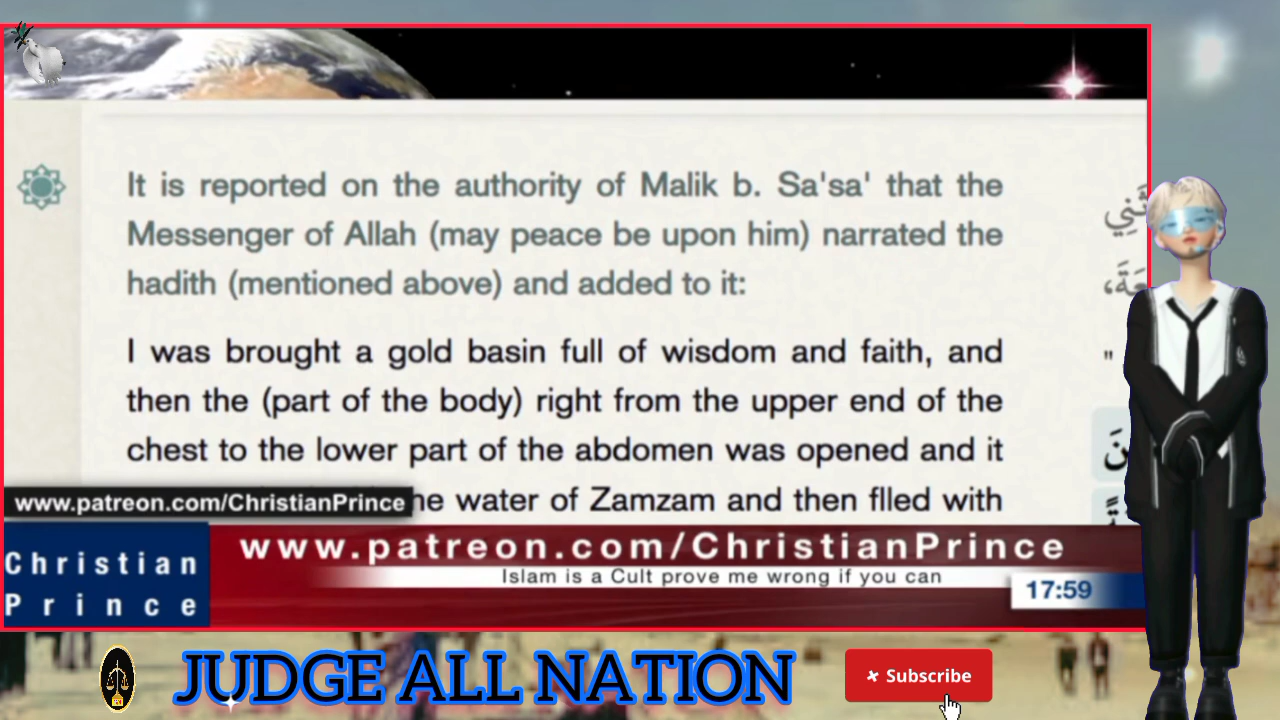 It is reported on the authority of Malik b. Sa'sa' that the
Messenger of Allah (may peace be upon him) narrated the
hadith (mentioned above) and added to it:
I was brought a gold basin full of wisdom and faith, and
then the (part of the body) right from the upper end of the
chest to the lower part of the abdomen was opened and it
water of Zamzam and then flled with
www.patreon.com/ChristianPrince
Christian
Prince
www.patreon.com/ChristianPrince
Islam is a Cult prove me wrong if you can
17:59
JUDGE ALL NATION
Subscribe